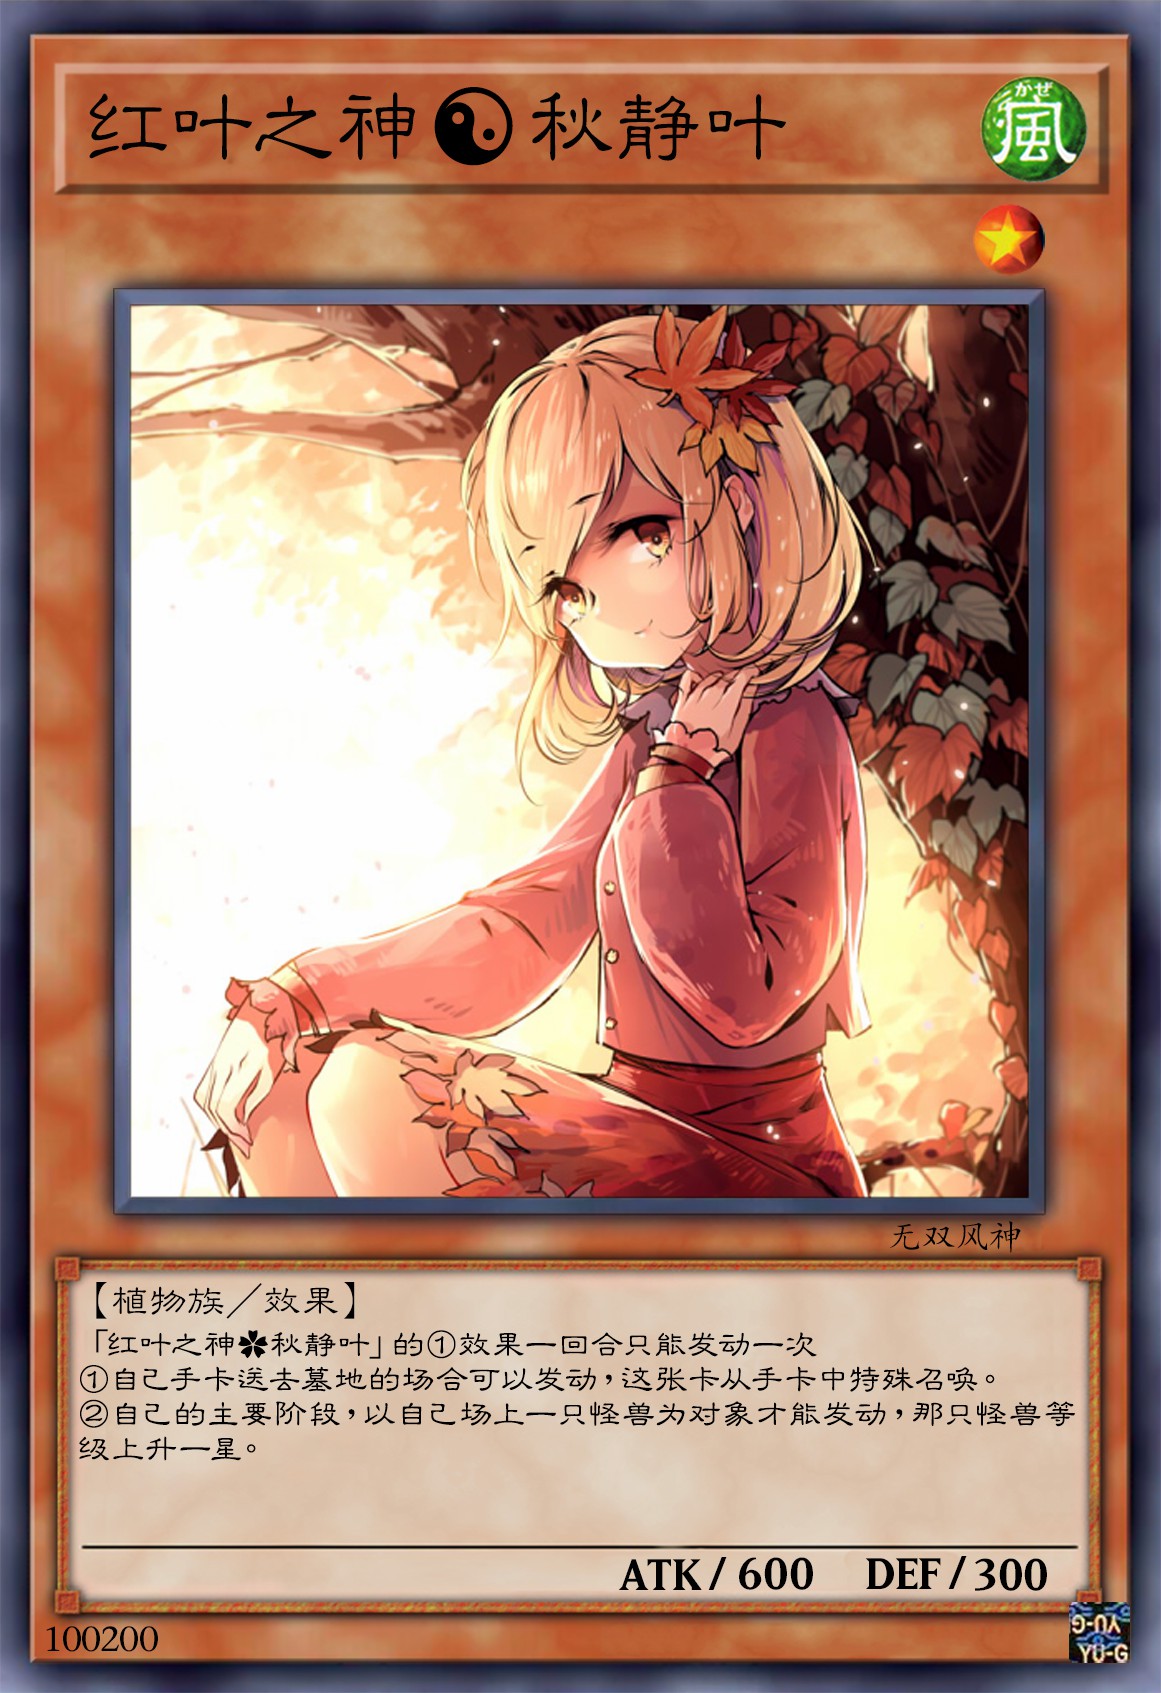 红叶之神☯秋静叶
かぜ
風
无双风神
【植物族／效果】
「红叶之神✿秋静叶」的①效果一回合只能发动一次
①自己手卡送去墓地的场合可以发动，这张卡从手卡中特殊召唤。
②自己的主要阶段，以自己场上一只怪兽为对象才能发动，那只怪兽等
级上升一星。
ATK / 600 DEF / 300
100200
YU-G
YU-G